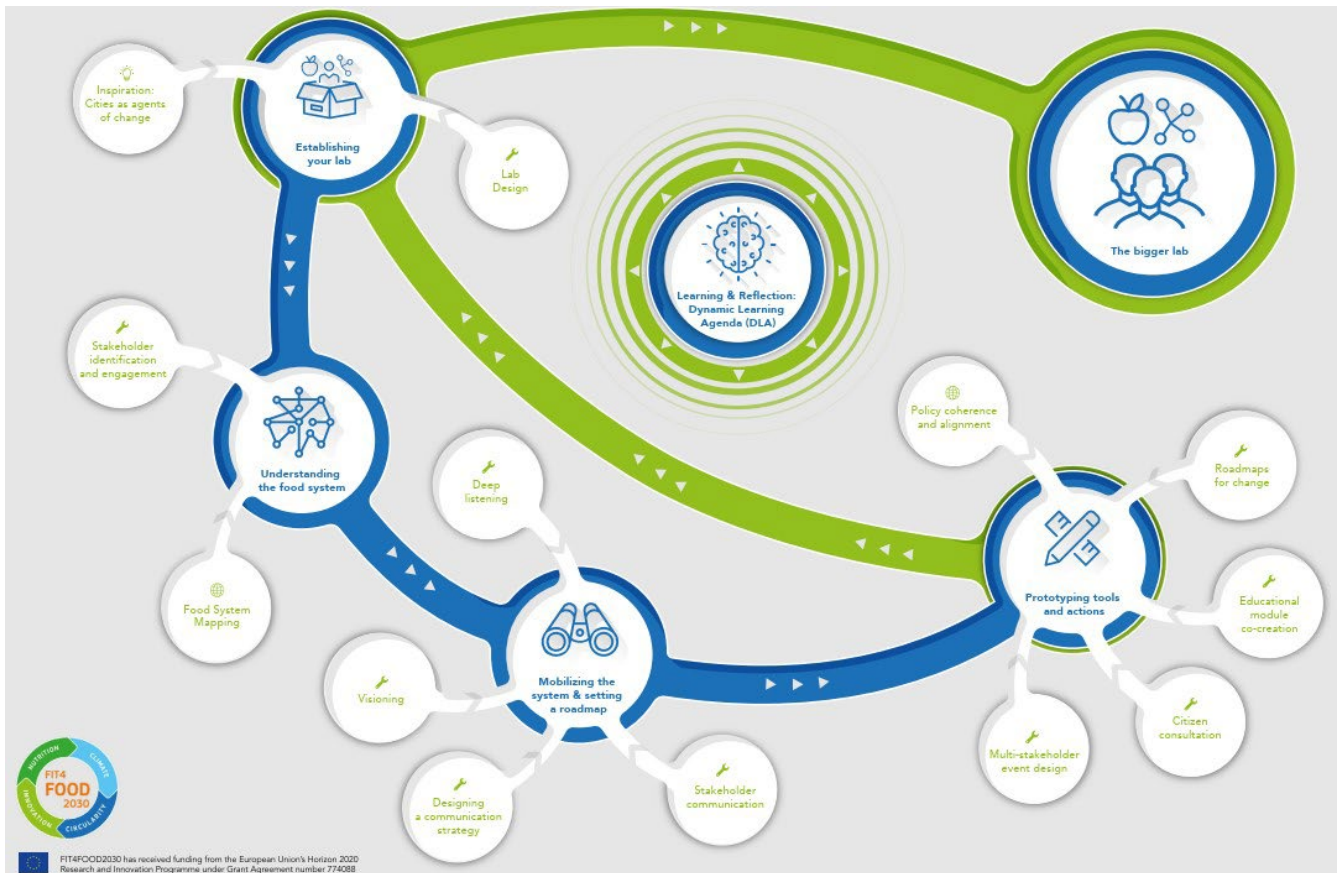 Inspiration:
Cities as agents
of change
Establishing
your lab
Lab
Design
The bigger lab
Learning & Reflection:
Dynamic Learning
Agenda (DLA)
Stakeholder
identification
and engagement
Understanding
the food system
Food System
Mapping
Deep
listening
Policy coherence
and alignment
Roadmaps
for change
Prototyping tools
and actions
Educational
module
co-creation
Visioning
Mobilizing the
system & setting
a roadmap
Citizen
consultation
Multi-stakeholder
event design
Designing
a communication
strategy
Stakeholder
communication
NUTRITION
CLIMATE
CIRCULARITY
INNOVATION
FIT4
FOOD
2030
FIT4FOOD2030 has received funding from the European Union's Horizon 2020
Research and Innovation Programme under Grant Agreement number 774088